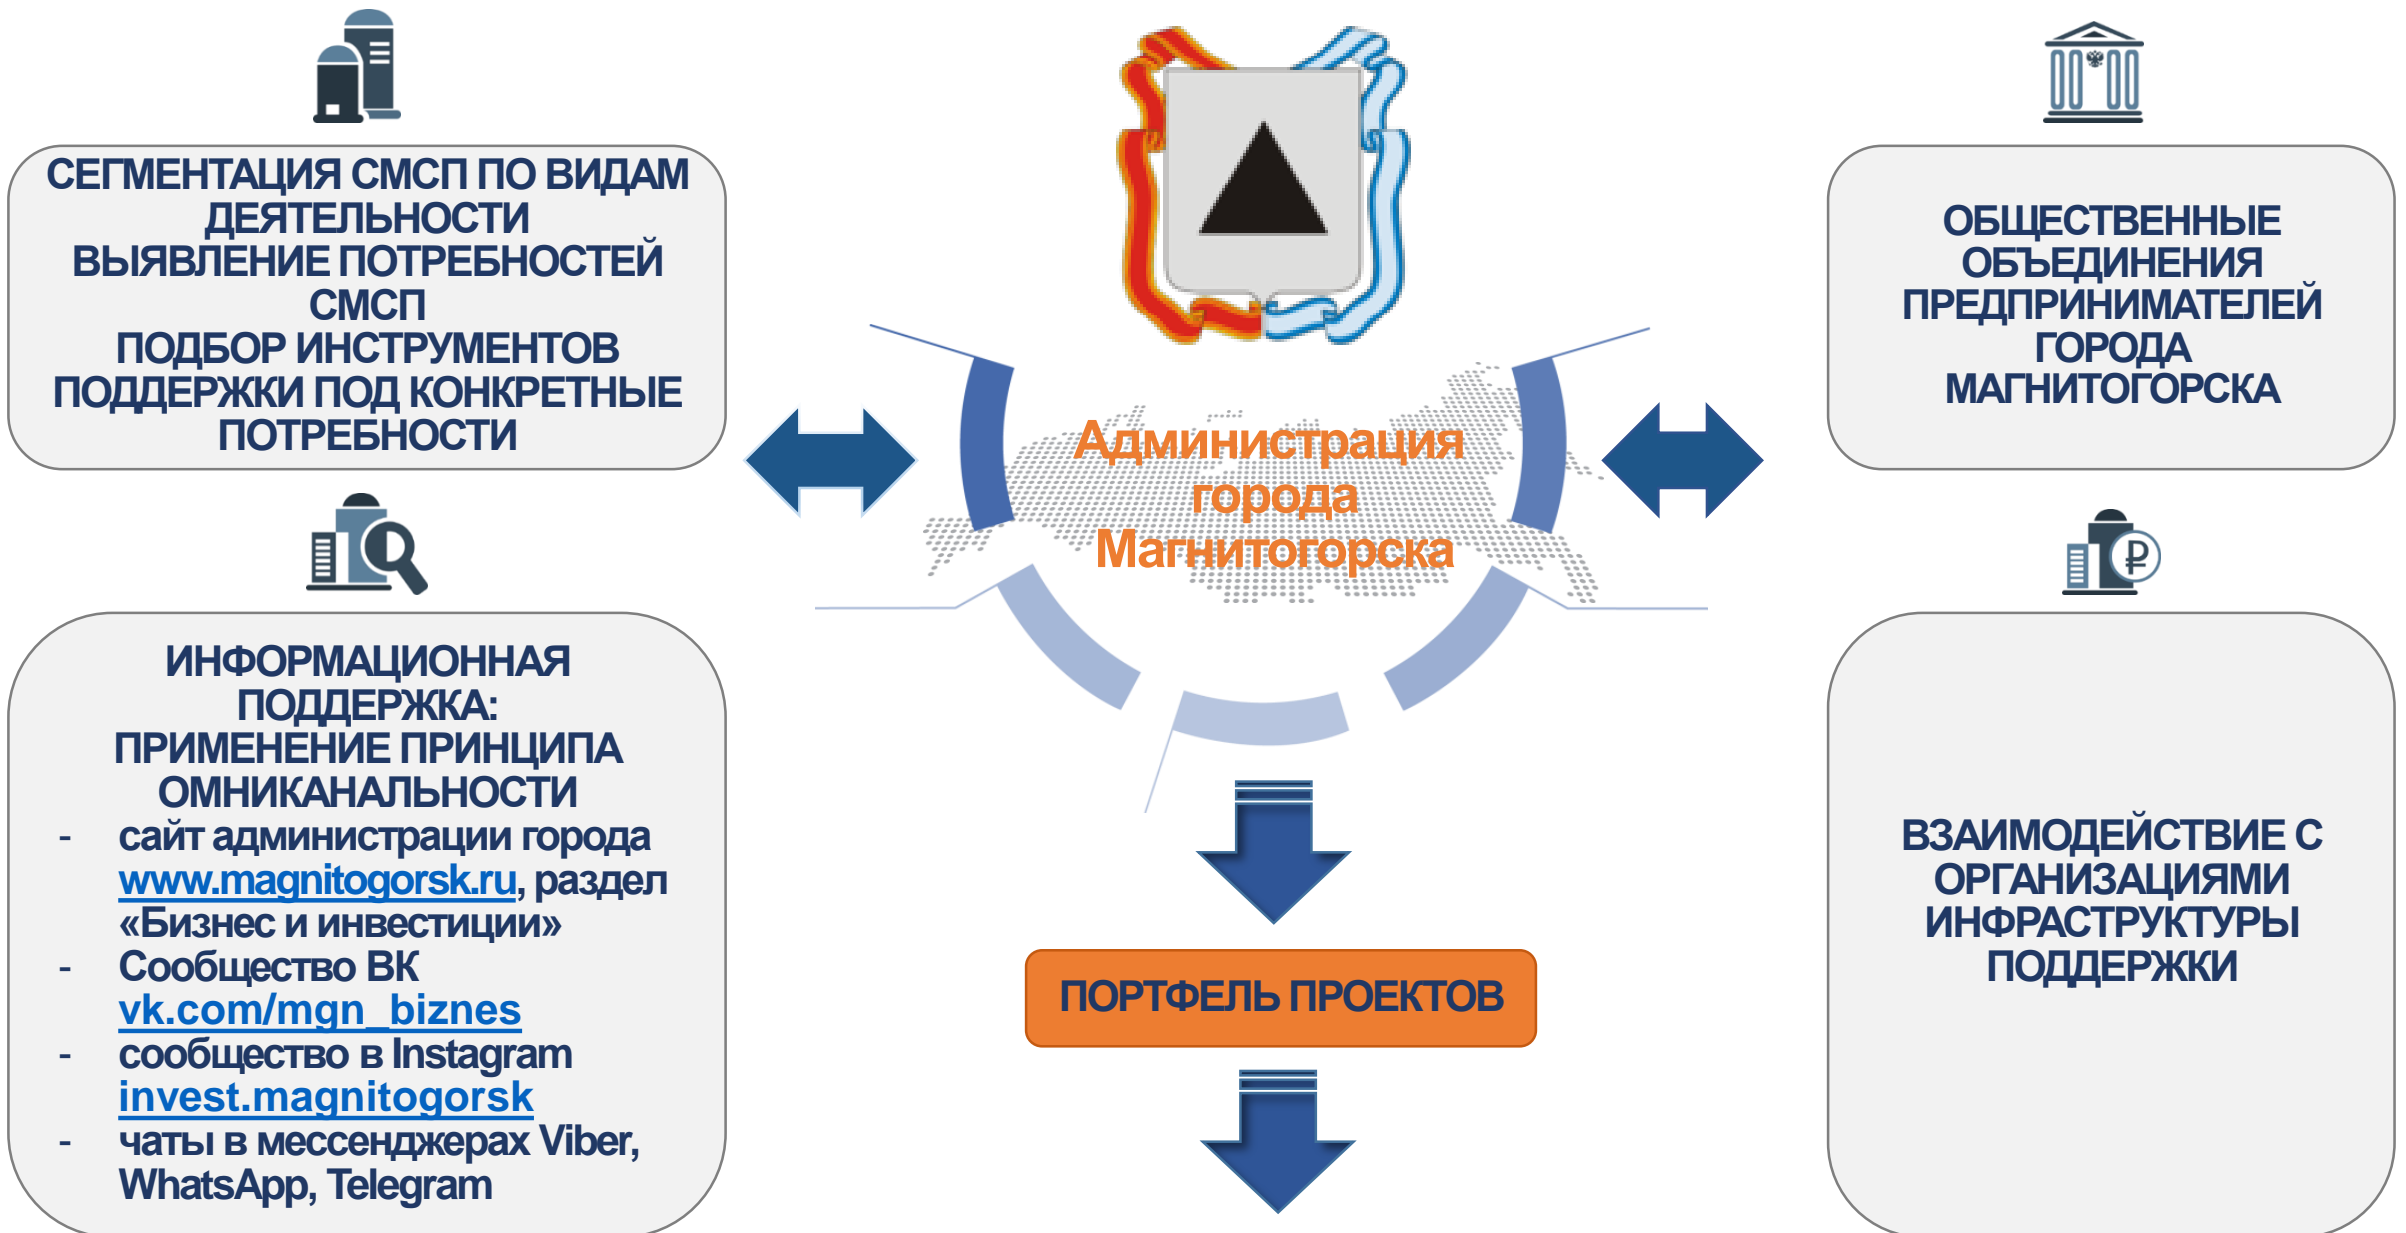 СЕГМЕНТАЦИЯ СМСП ПО ВИДАМ
ДЕЯТЕЛЬНОСТИ
ВЫЯВЛЕНИЕ ПОТРЕБНОСТЕЙ
СМСП
ПОДБОР ИНСТРУМЕНТОВ
ПОДДЕРЖКИ ПОД КОНКРЕТНЫЕ
ПОТРЕБНОСТИ
ИНФОРМАЦИОННАЯ
ПОДДЕРЖКА:
ПРИМЕНЕНИЕ ПРИНЦИПА
ОМНИКАНАЛЬНОСТИ
- сайт администрации города
www.magnitogorsk.ru, раздел
«Бизнес и инвестиции»
- Сообщество ВК
vk.com/mgn_biznes
- сообщество в Instagram
invest.magnitogorsk
- чаты в мессенджерах Viber,
WhatsApp, Telegram
Администрация
города
Магнитогорска
ПОРТФЕЛЬ ПРОЕКТОВ
ОБЩЕСТВЕННЫЕ
ОБЪЕДИНЕНИЯ
ПРЕДПРИНИМАТЕЛЕЙ
ГОРОДА
МАГНИТОГОРСКА
₽
ВЗАИМОДЕЙСТВИЕ С
ОРГАНИЗАЦИЯМИ
ИНФРАСТРУКТУРЫ
ПОДДЕРЖКИ